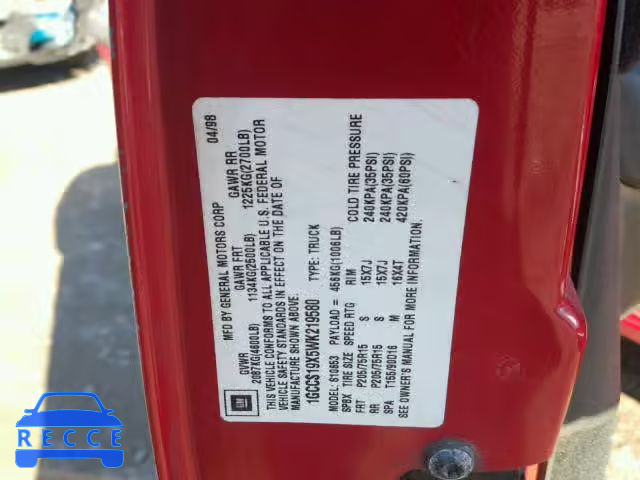 MFD BY GENERAL MOTORS CORP 04/98
GVWR GAWR FRT GAWR RR
2087KG(4600LB) 1134KG(2500LB) 1225KG(2700LB)
THIS VEHICLE CONFORMS TO ALL APPLICABLE U.S. FEDERAL MOTOR
VEHICLE SAFETY STANDARDS IN EFFECT ON THE DATE OF
MANUFACTURE SHOWN ABOVE.
1GCCS19X5WK219580 TYPE: TRUCK
MODEL: S10653 PAYLOAD = 456KG(1006LB)
SPBX TIRE SIZE SPEED RTG RIM COLD TIRE PRESSURE
FRT P205/75R15 S 15X7J 240KPA(35PSI)
RR P205/75R15 S 15X7J 240KPA(35PSI)
SPA T155/90D16 M 16X4T 420KPA(60PSI)
SEE OWNER'S MANUAL FOR MORE INFORMATION.
GM
RECCE